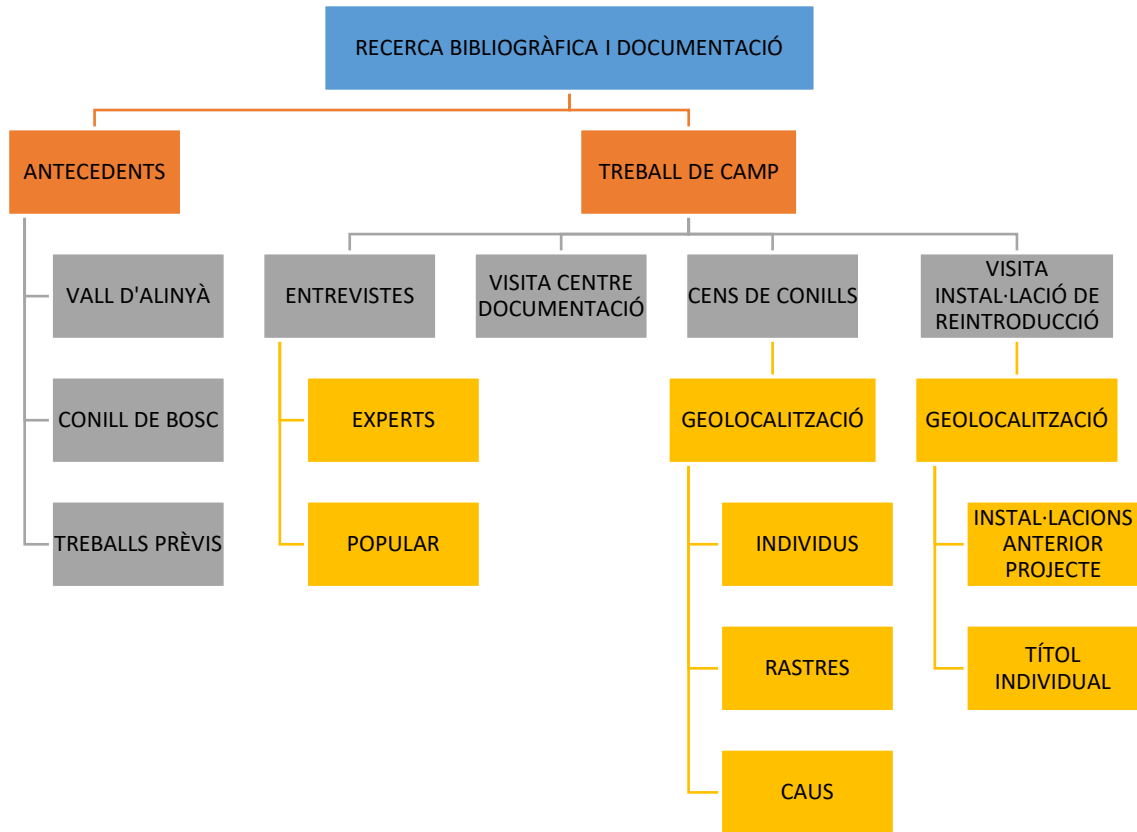 RECERCA BIBLIOGRÀFICA I DOCUMENTACIÓ
ANTECEDENTS
TREBALL DE CAMP
VALL D'ALINYÀ
CONILL DE BOSC
TREBALLS PRÈVIS
ENTREVISTES
EXPERTS
POPULAR
VISITA CENTRE
DOCUMENTACIÓ
CENS DE CONILLS
GEOLOCALITZACIÓ
INDIVIDUS
RASTRES
CAUS
VISITA
INSTAL·LACIÓ DE
REINTRODUCCIÓ
GEOLOCALITZACIÓ
INSTAL·LACIONS
ANTERIOR
PROJECTE
TÍTOL
INDIVIDUAL